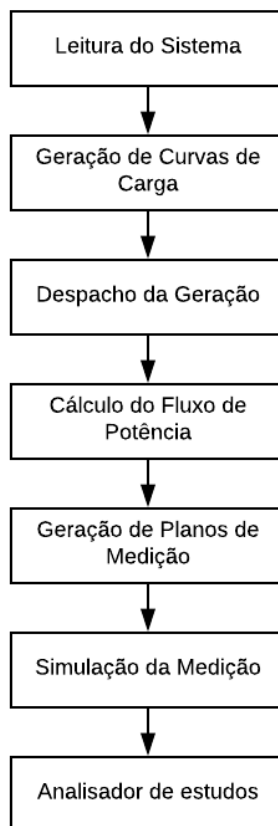 Leitura do Sistema
Geração de Curvas de
Carga
Despacho da Geração
Cálculo do Fluxo de
Potência
Geração de Planos de
Medição
Simulação da Medição
Analisador de estudos